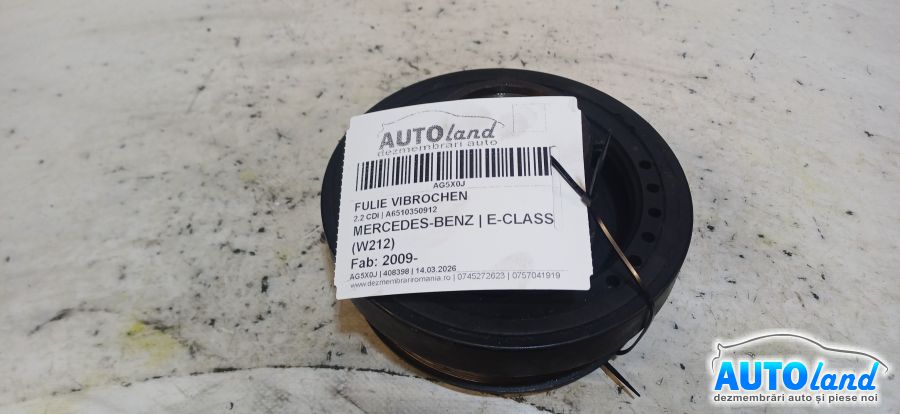 AUTOland
dezmembrări auto
AG5X0J
FULIE VIBROCHEN
2.2 CDI | A6510350912
MERCEDES-BENZ | E-CLASS
(W212)
Fab: 2009-
AG5X0J | 408398 | 14.03.2026
www.dezmembrariromania.ro | 0745272623 | 0757041919
AUTOland
dezmembrări auto și piese noi